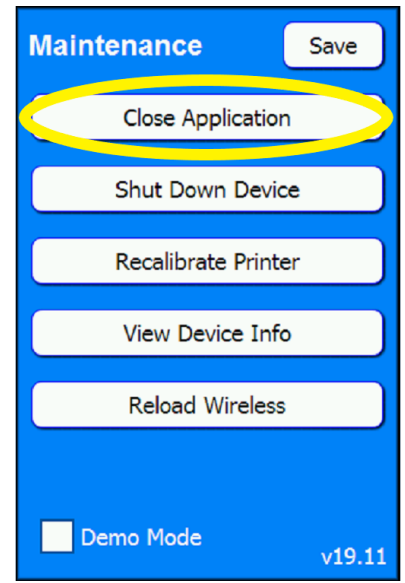 Maintenance
Save
Close Application
Shut Down Device
Recalibrate Printer
View Device Info
Reload Wireless
Demo Mode
v19.11